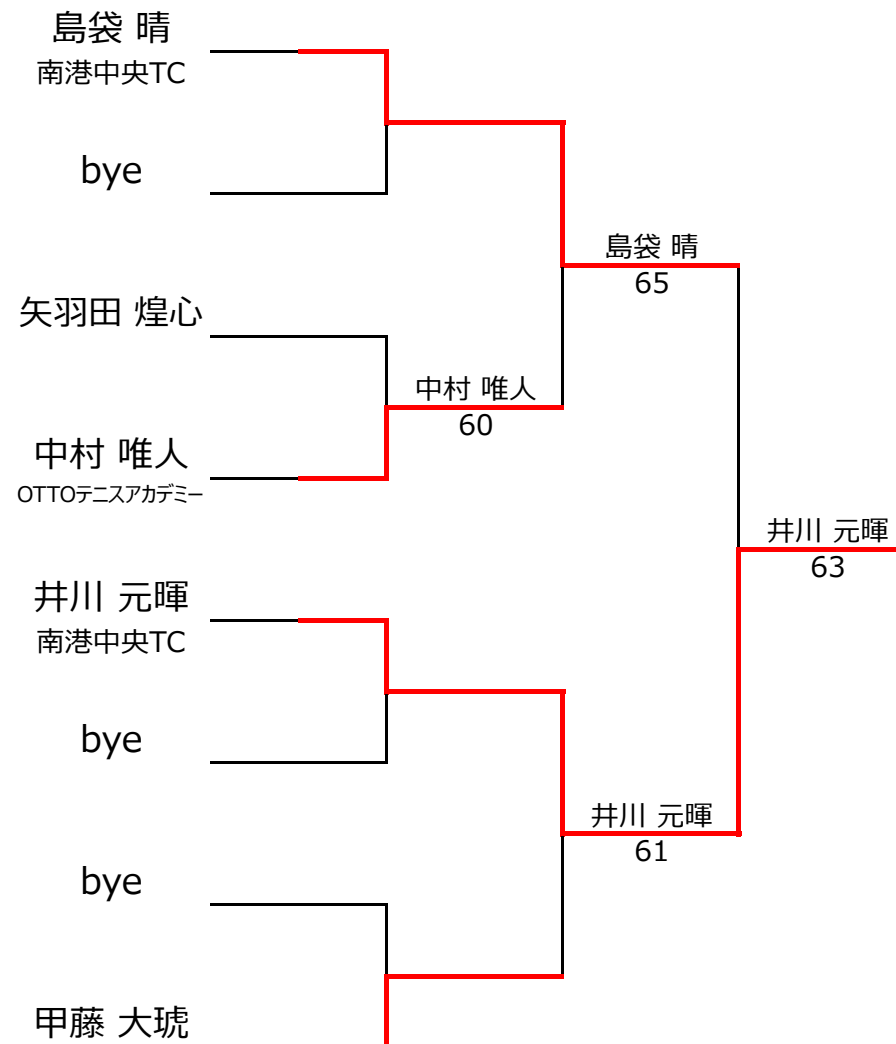 島袋 晴
南港中央TC
bye
島袋 晴
65
矢羽田 煌心
中村 唯人
60
中村 唯人
OTTOテニスアカデミー
井川 元暉
63
井川 元暉
南港中央TC
bye
井川 元暉
61
bye
甲藤 大琥